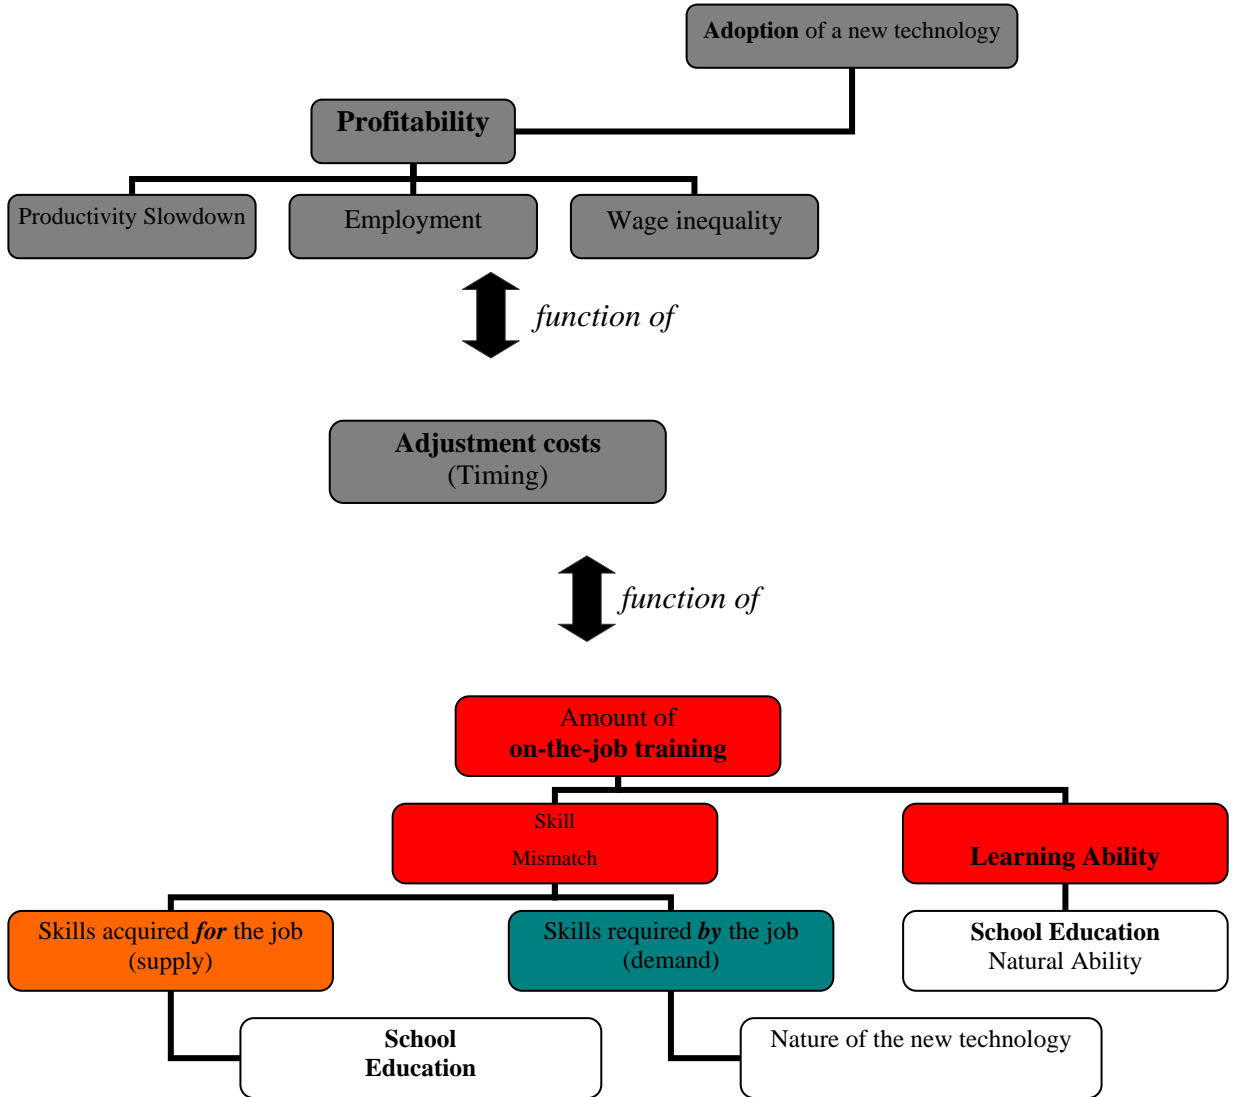 Adoption of a new technology
Profitability
Productivity Slowdown
Employment
Wage inequality
function of
Adjustment costs
(Timing)
function of
Amount of
on-the-job training
Skill
Mismatch
Learning Ability
Skills acquired for the job
(supply)
Skills required by the job
(demand)
School Education
Natural Ability
School
Education
Nature of the new technology